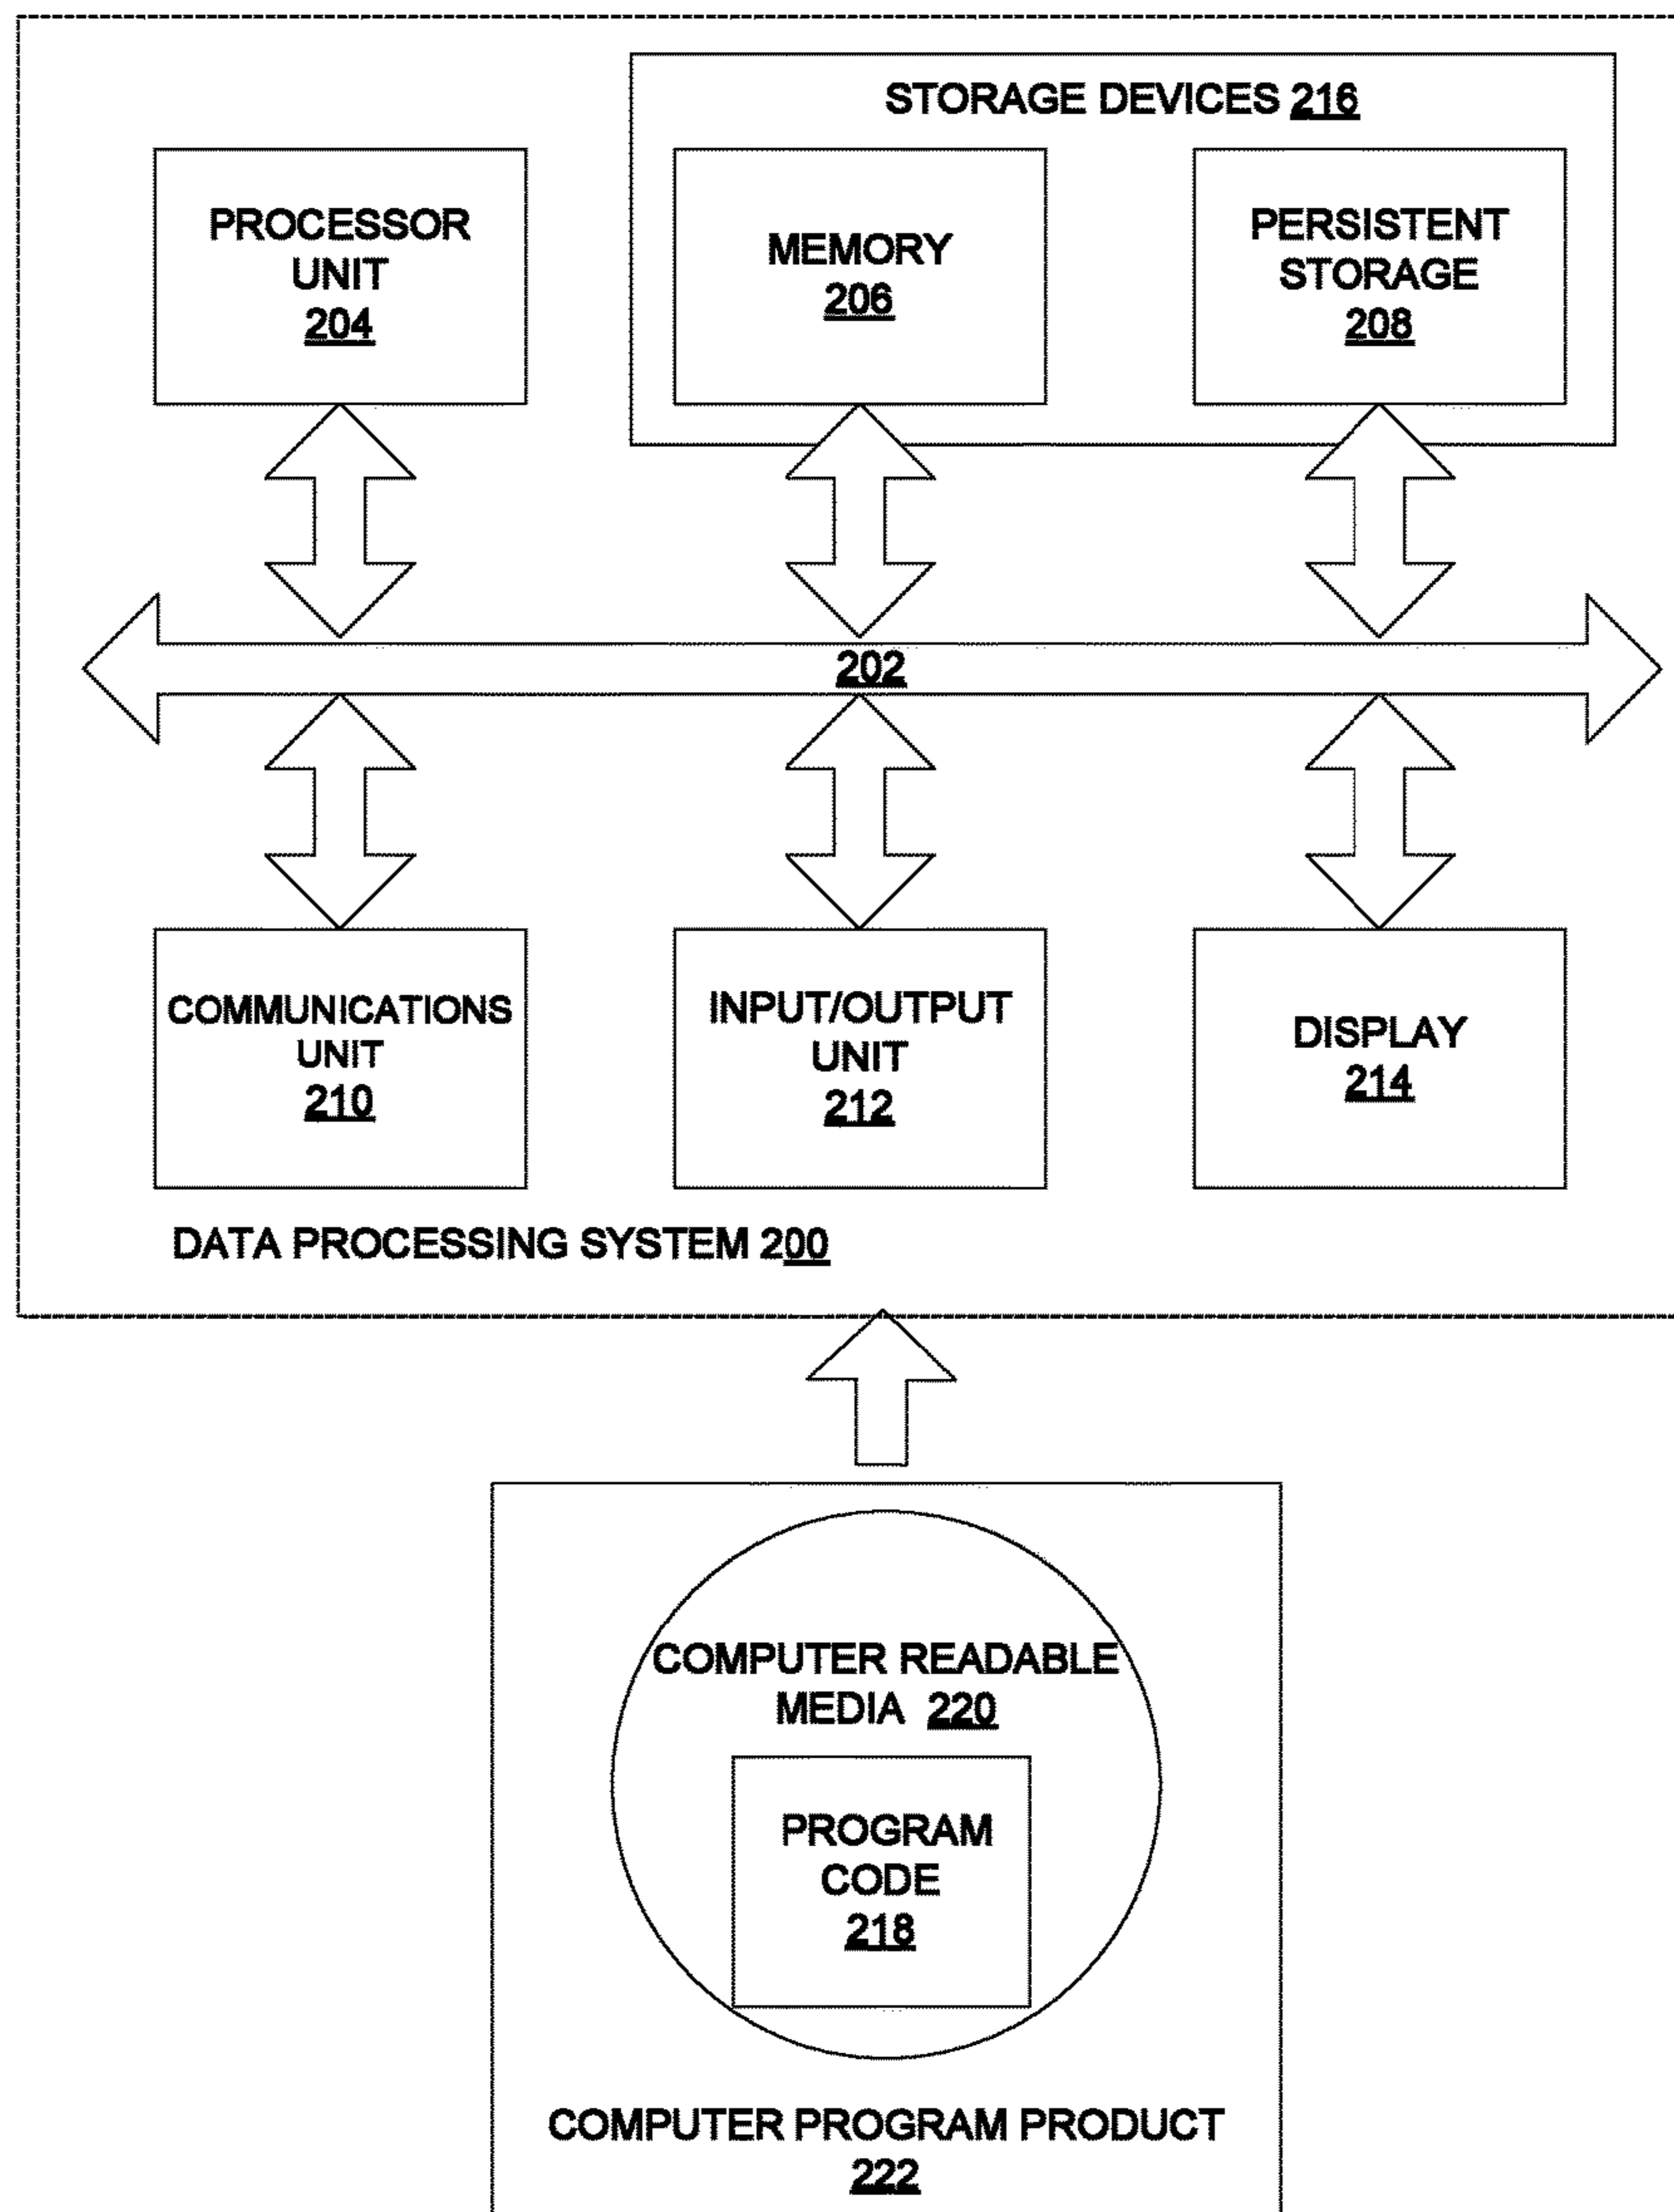 STORAGE DEVICES 216
PROCESSOR
UNIT
204
MEMORY
206
PERSISTENT
STORAGE
208
202
COMMUNICATIONS
UNIT
210
INPUT/OUTPUT
UNIT
212
DISPLAY
214
DATA PROCESSING SYSTEM 200
COMPUTER READABLE
MEDIA 220
PROGRAM
CODE
218
COMPUTER PROGRAM PRODUCT
222